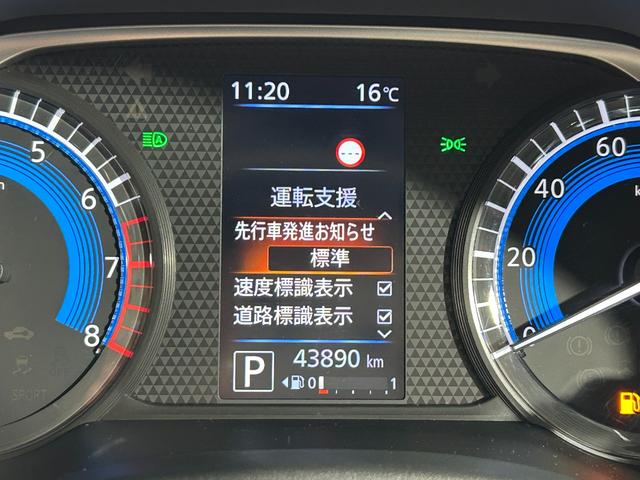 11:20 16℃
---
運転支援
先行車発進お知らせ
標準
速度標識表示
道路標識表示
P 43890 km
0 1
5
6
7
8
SPORT
60
40
20
0
A